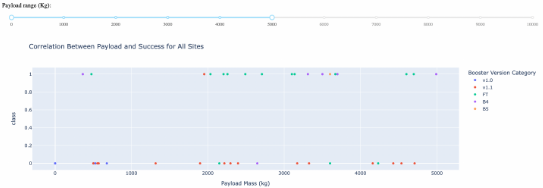 Payload range (Kg):
0 1000 2000 3000 4000 5000 6000 7000 8000 9000 10000
Correlation Between Payload and Success for All Sites
Booster Version Category
v1.0
v1.1
FT
B4
B5
1
0.8
0.6
0.4
0.2
0
class
0 1000 2000 3000 4000 5000
Payload Mass (kg)